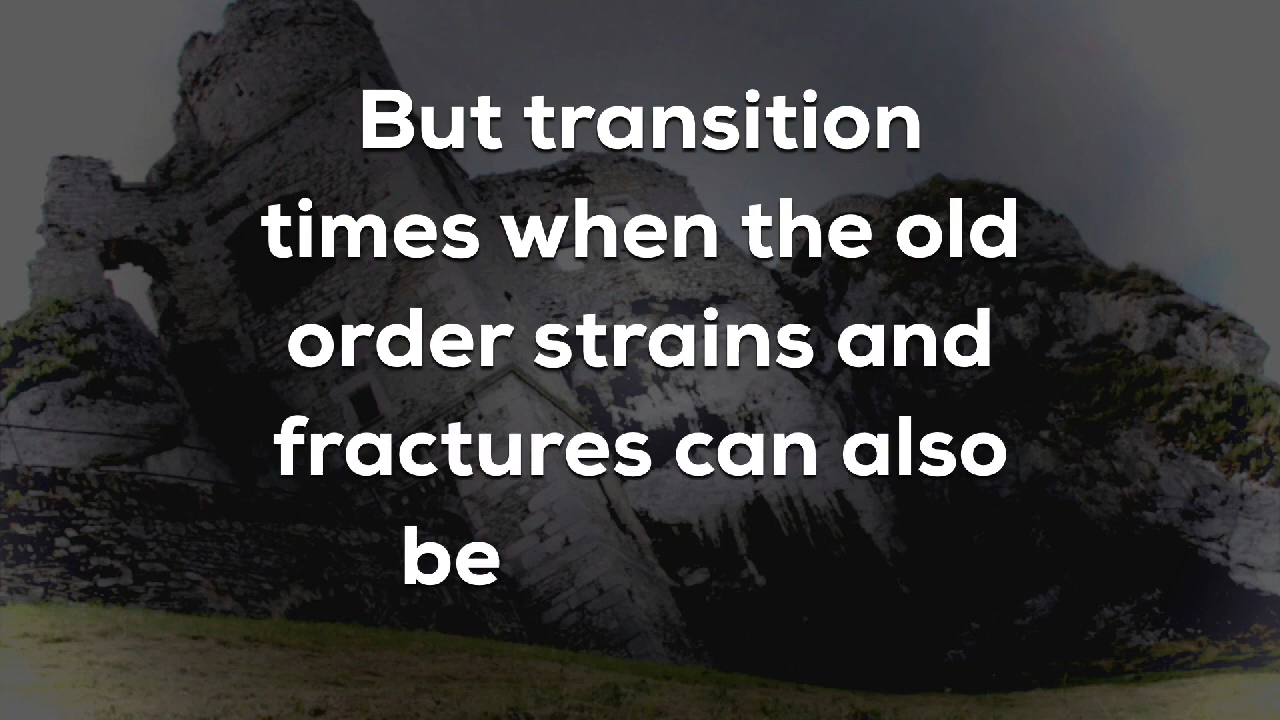 But transition
times when the old
order strains and
fractures can also
be